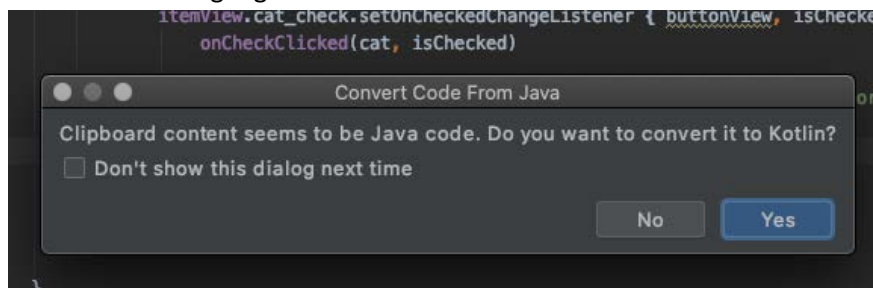 itemView.cat_check.setOnCheckedChangeListener { buttonView, isChecke
onCheckClicked(cat, isChecked)
Convert Code From Java
Clipboard content seems to be Java code. Do you want to convert it to Kotlin?
Don't show this dialog next time
No Yes
}